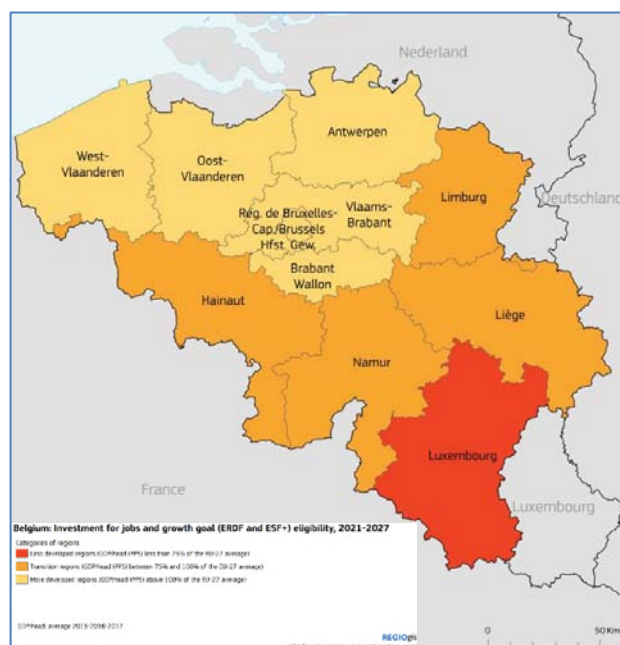 Nederland
Antwerpen
West-
Vlaanderen
Oost-
Vlaanderen
Limburg
Deutschland
Vlaams-
Brabant
Rég. de Bruxelles-
Cap./Brussels
Hfst. Gew.
Brabant
Wallon
Hainaut
Liège
Namur
Luxembourg
France
Luxembourg
Belgium: Investment for jobs and growth goal (ERDF and ESF+) eligibility, 2021-2027
Categories of regions
Less developed regions (GDP/head (PPS) less than 75% of the EU-27 average)
Transition regions (GDP/head (PPS) between 75% and 100% of the EU-27 average)
More developed regions (GDP/head (PPS) above 100% of the EU-27 average)
GDP/head: average 2015-2016-2017
REGIOgis
0 50 Km